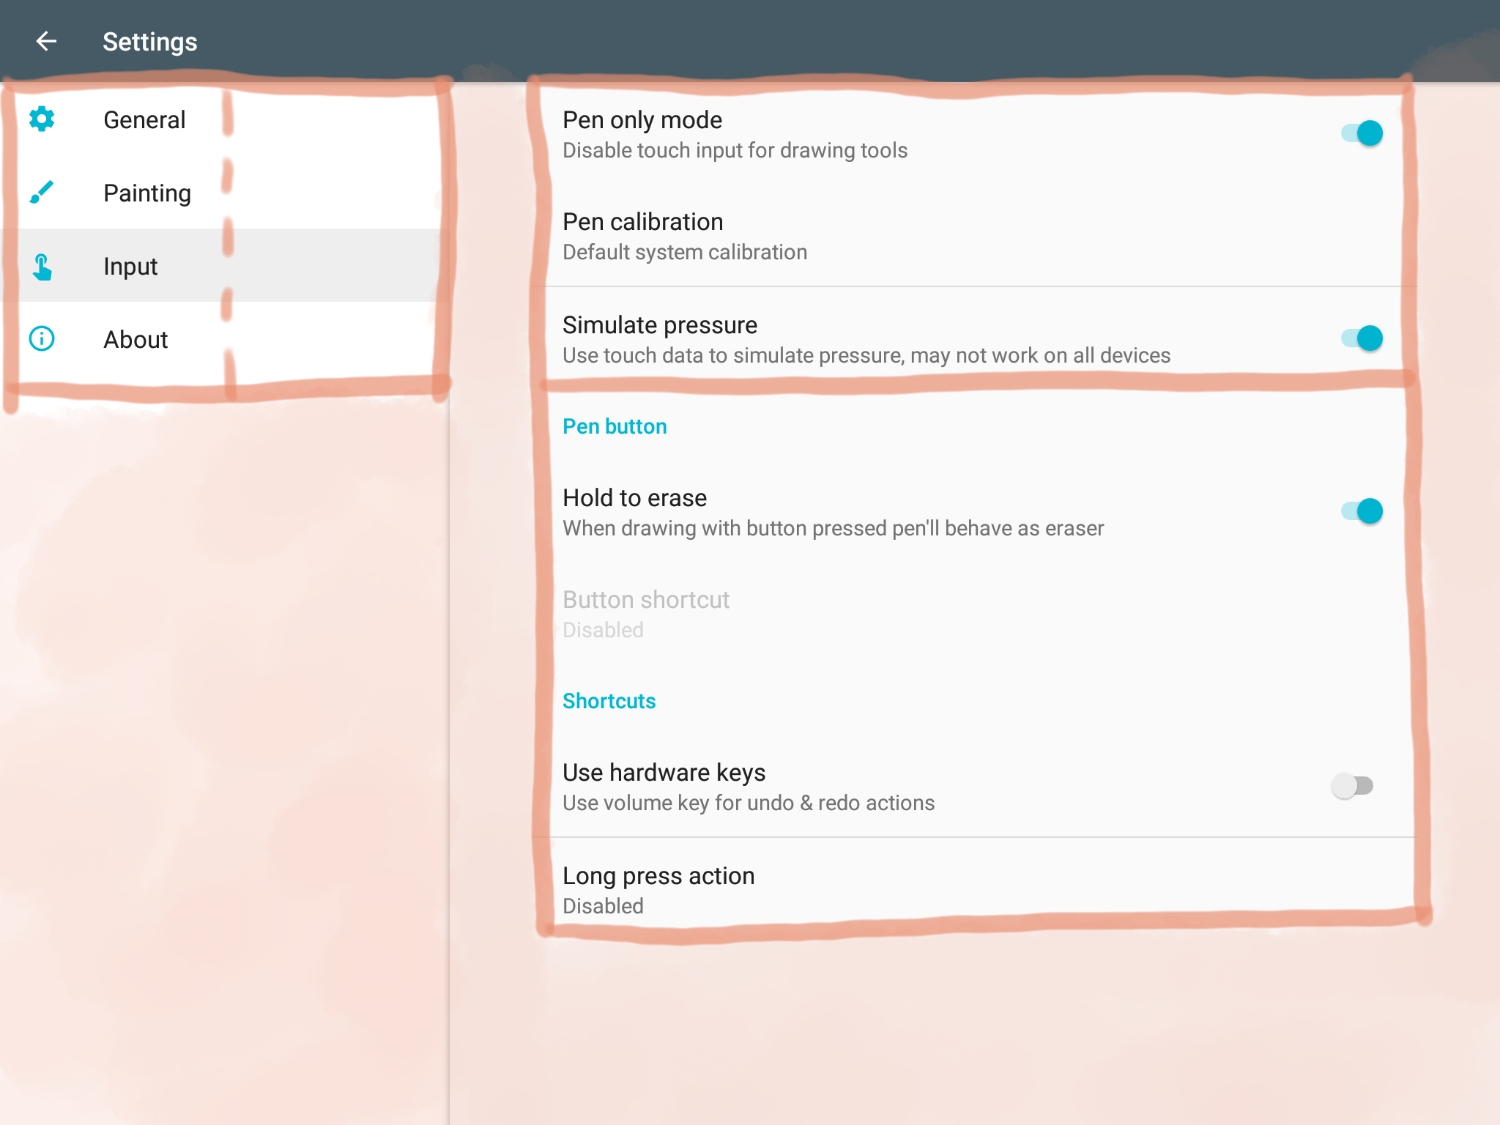 Settings
General
Painting
Input
About
Pen only mode
Disable touch input for drawing tools
Pen calibration
Default system calibration
Simulate pressure
Use touch data to simulate pressure, may not work on all devices
Pen button
Hold to erase
When drawing with button pressed pen'll behave as eraser
Button shortcut
Disabled
Shortcuts
Use hardware keys
Use volume key for undo & redo actions
Long press action
Disabled